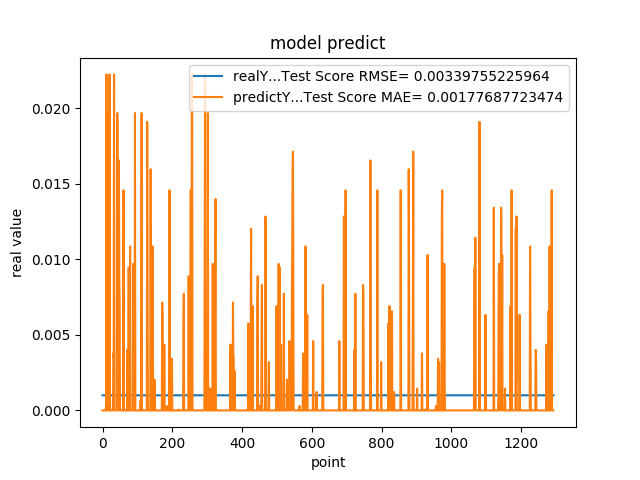 model predict
realY...Test Score RMSE= 0.00339755225964
predictY...Test Score MAE= 0.00177687723474
0.020
0.015
0.010
0.005
0.000
real value
0 200 400 600 800 1000 1200
point